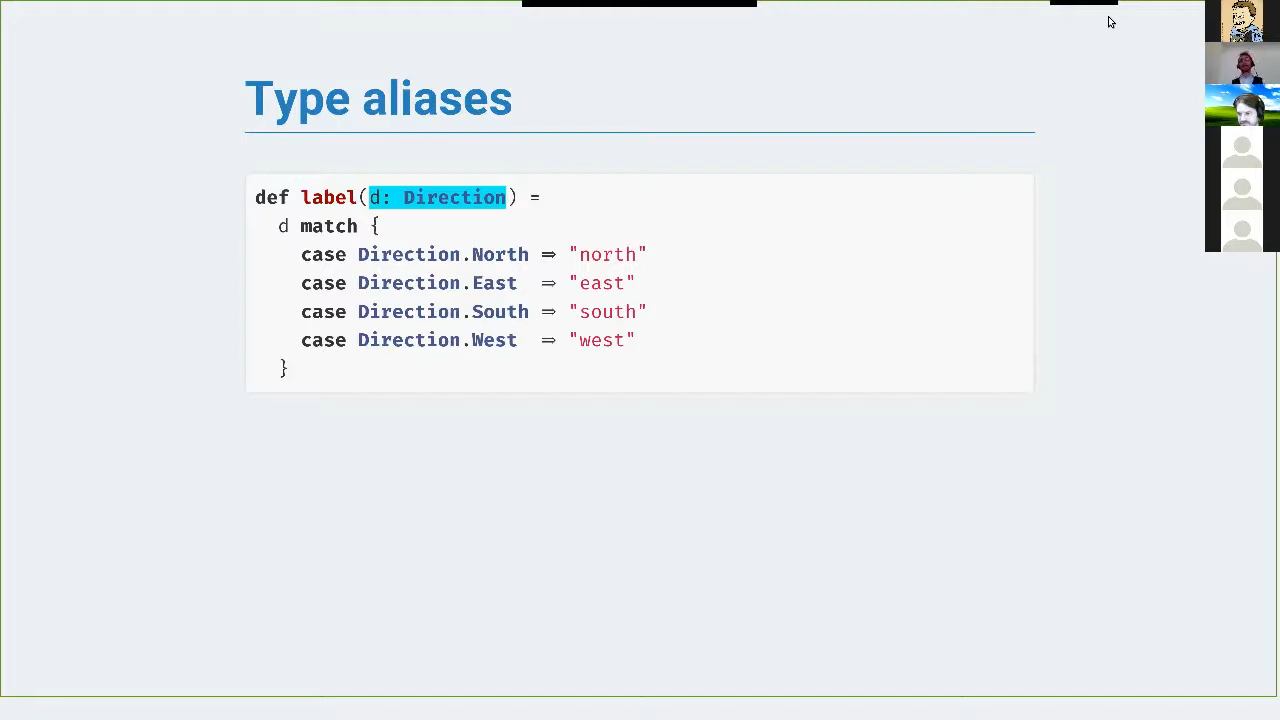 Type aliases
def label(d: Direction) =
  d match {
    case Direction.North ⇒ "north"
    case Direction.East  ⇒ "east"
    case Direction.South ⇒ "south"
    case Direction.West  ⇒ "west"
  }